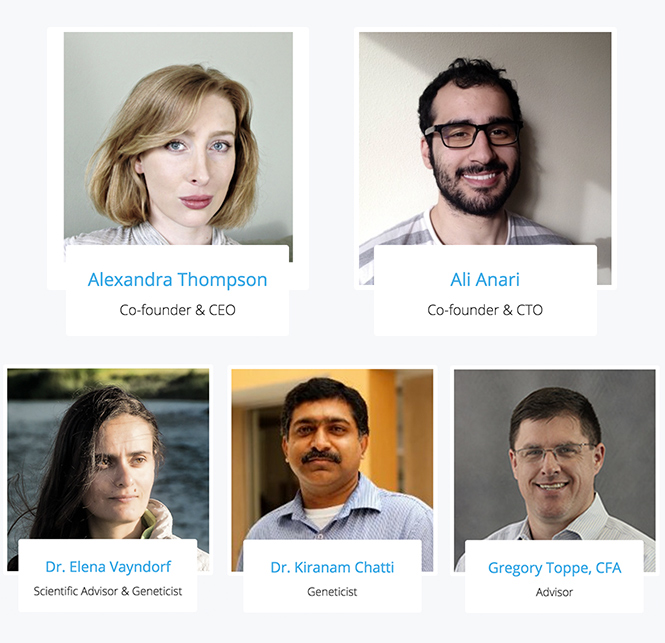 Alexandra Thompson
Co-founder & CEO
Ali Anari
Co-founder & CTO
Dr. Elena Vayndorf
Scientific Advisor & Geneticist
Dr. Kiranam Chatti
Geneticist
Gregory Toppe, CFA
Advisor